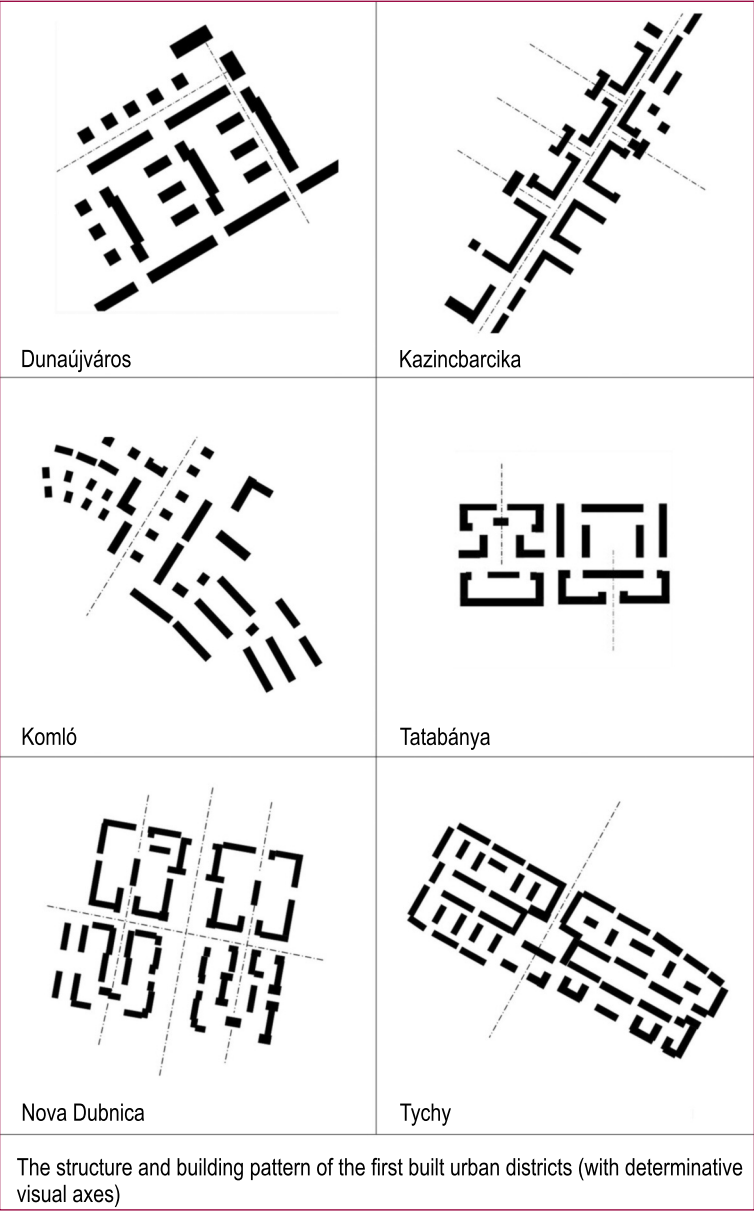 Dunaújváros
Kazincbarcika
Komló
Tatabánya
Nova Dubnica
Tychy
The structure and building pattern of the first built urban districts (with determinative
visual axes)